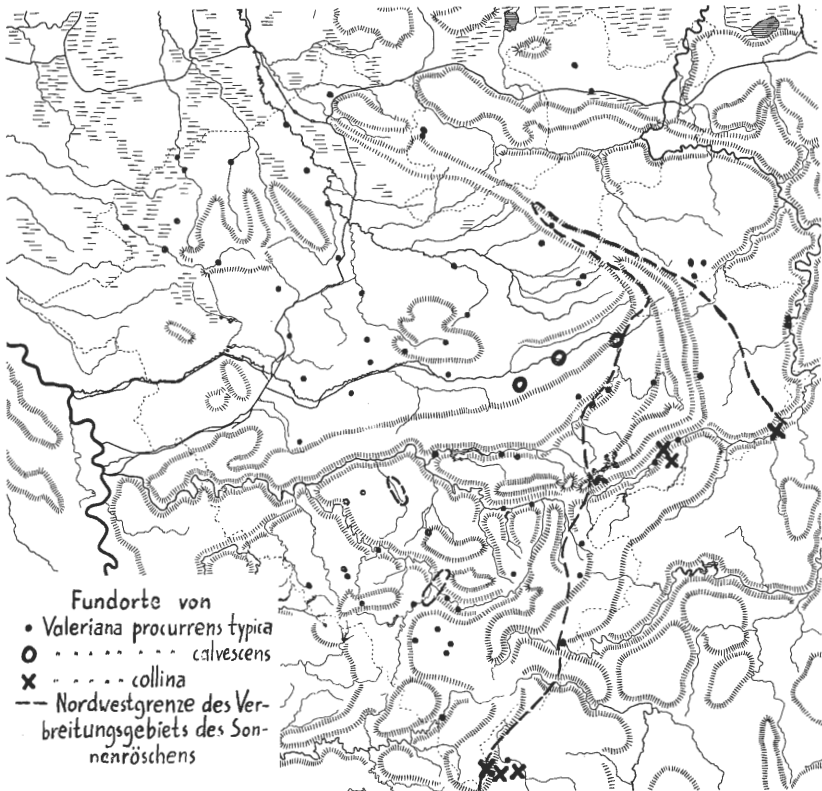 Fundorte von
• Valeriana procurrens typica
O " " " " " " calvescens
x " " " " " collina
-- Nordwestgrenze des Ver-
breitungsgebiets des Son-
nenröschens